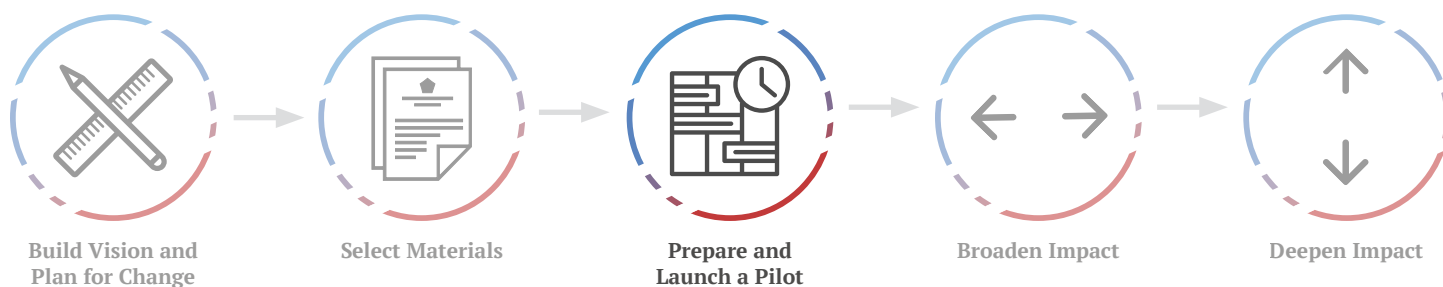 Build Vision and
Plan for Change
Select Materials
Prepare and
Launch a Pilot
Broaden Impact
Deepen Impact